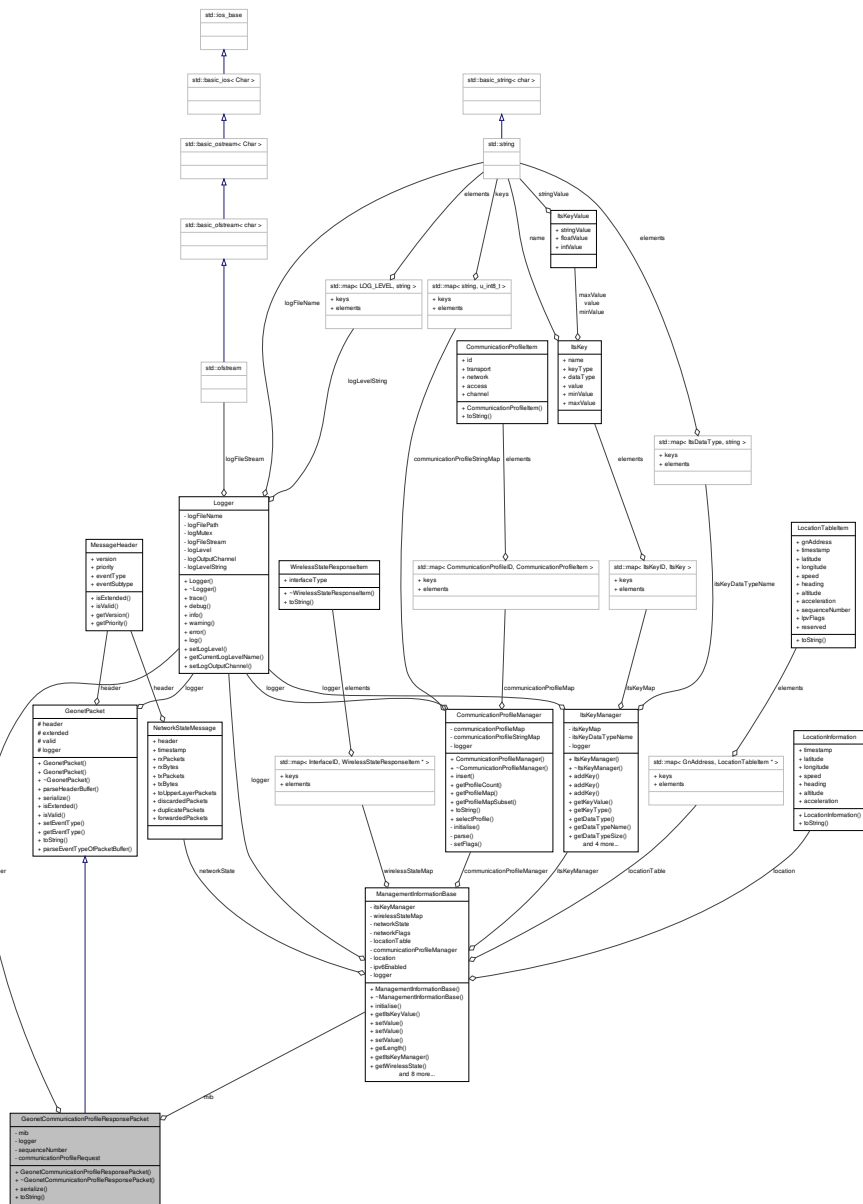 std::ios_base
std::basic_ios< Char >
std::basic_string< char >
std::basic_ostream< Char >
std::string
elements
keys
stringValue
ItsKeyValue
+ stringValue
+ floatValue
+ intValue
std::basic_ofstream< char >
name
elements
std::map< LOG_LEVEL, string >
+ keys
+ elements
std::map< string, u_int8_t >
+ keys
+ elements
maxValue
value
minValue
logFileName
CommunicationProfileItem
+ id
+ transport
+ network
+ access
+ channel
+ CommunicationProfileItem()
+ toString()
ItsKey
+ name
+ keyType
+ dataType
+ value
+ minValue
+ maxValue
std::ofstream
logLevelString
std::map< ItsDataType, string >
+ keys
+ elements
logFileStream
communicationProfileStringMap
elements
elements
Logger
- logFileName
- logFilePath
- logMutex
- logFileStream
- logLevel
- logOutputChannel
- logLevelString
+ Logger()
+ ~Logger()
+ trace()
+ debug()
+ info()
+ warning()
+ error()
+ log()
+ setLogLevel()
+ getCurrentLogLevelName()
+ setLogOutputChannel()
MessageHeader
+ version
+ priority
+ eventType
+ eventSubtype
+ isExtended()
+ isValid()
+ getVersion()
+ getPriority()
WirelessStateResponseItem
+ interfaceType
+ ~WirelessStateResponseItem()
+ toString()
std::map< CommunicationProfileID, CommunicationProfileItem >
+ keys
+ elements
std::map< ItsKeyID, ItsKey >
+ keys
+ elements
itsKeyDataTypeName
LocationTableItem
+ gnAddress
+ timestamp
+ latitude
+ longitude
+ speed
+ heading
+ altitude
+ acceleration
+ sequenceNumber
+ lpvFlags
+ reserved
+ toString()
header
header
logger
logger
logger
elements
communicationProfileMap
itsKeyMap
elements
GeonetPacket
# header
# extended
# valid
# logger
+ GeonetPacket()
+ GeonetPacket()
+ ~GeonetPacket()
+ parseHeaderBuffer()
+ serialize()
+ isExtended()
+ isValid()
+ setEventType()
+ getEventType()
+ toString()
+ parseEventTypeOfPacketBuffer()
NetworkStateMessage
+ header
+ timestamp
+ rxPackets
+ rxBytes
+ txPackets
+ txBytes
+ toUpperLayerPackets
+ discardedPackets
+ duplicatePackets
+ forwardedPackets
logger
std::map< InterfaceID, WirelessStateResponseItem * >
+ keys
+ elements
CommunicationProfileManager
- communicationProfileMap
- communicationProfileStringMap
- logger
+ CommunicationProfileManager()
+ ~CommunicationProfileManager()
+ insert()
+ getProfileCount()
+ getProfileMap()
+ getProfileMapSubset()
+ toString()
+ selectProfile()
- initialise()
- parse()
- setFlags()
ItsKeyManager
- itsKeyMap
- itsKeyDataTypeName
- logger
+ ItsKeyManager()
+ ~ItsKeyManager()
+ addKey()
+ addKey()
+ addKey()
+ getKeyValue()
+ getKeyType()
+ getDataType()
+ getDataTypeName()
+ getDataTypeSize()
and 4 more...
std::map< GnAddress, LocationTableItem * >
+ keys
+ elements
LocationInformation
+ timestamp
+ latitude
+ longitude
+ speed
+ heading
+ altitude
+ acceleration
+ LocationInformation()
+ toString()
er
networkState
wirelessStateMap
communicationProfileManager
itsKeyManager
locationTable
location
ManagementInformationBase
- itsKeyManager
- wirelessStateMap
- networkState
- networkFlags
- locationTable
- communicationProfileManager
- location
- ipv6Enabled
- logger
+ ManagementInformationBase()
+ ~ManagementInformationBase()
+ initialise()
+ getItsKeyValue()
+ setValue()
+ setValue()
+ setValue()
+ getLength()
+ getItsKeyManager()
+ getWirelessState()
and 8 more...
mib
GeonetCommunicationProfileResponsePacket
- mib
- logger
- sequenceNumber
- communicationProfileRequest
+ GeonetCommunicationProfileResponsePacket()
+ ~GeonetCommunicationProfileResponsePacket()
+ serialize()
+ toString()